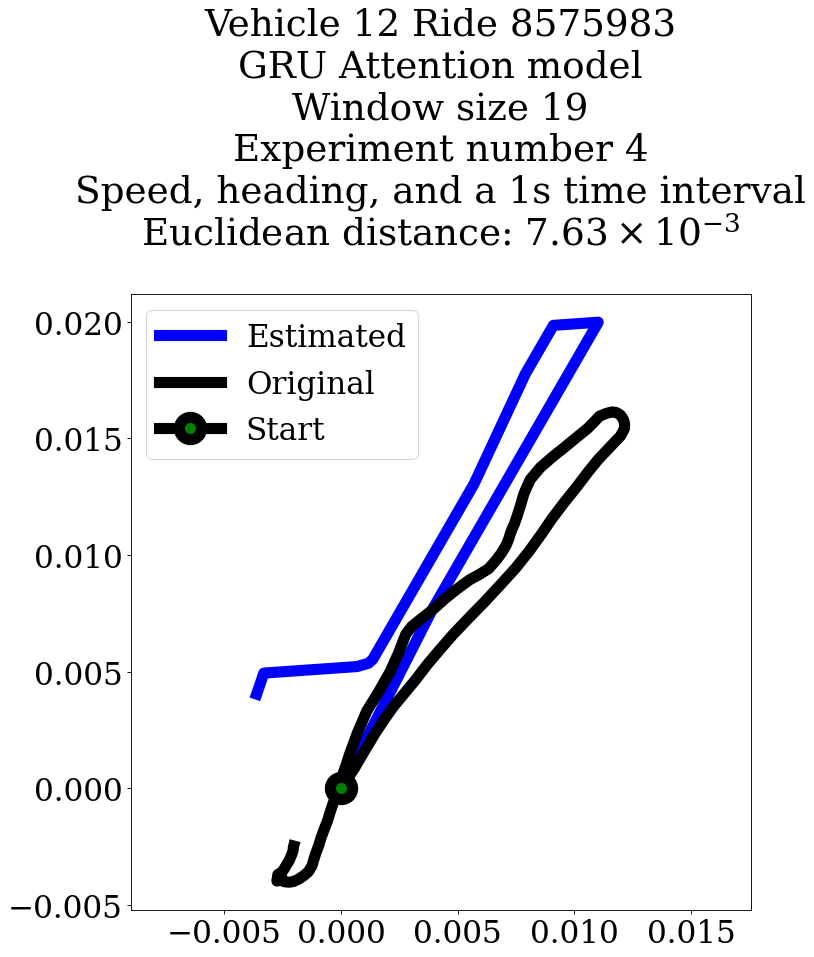 Vehicle 12 Ride 8575983
GRU Attention model
Window size 19
Experiment number 4
Speed, heading, and a 1s time interval
Euclidean distance: 7.63 × 10⁻³
Estimated
Original
Start
0.020
0.015
0.010
0.005
0.000
−0.005
−0.005 0.000 0.005 0.010 0.015